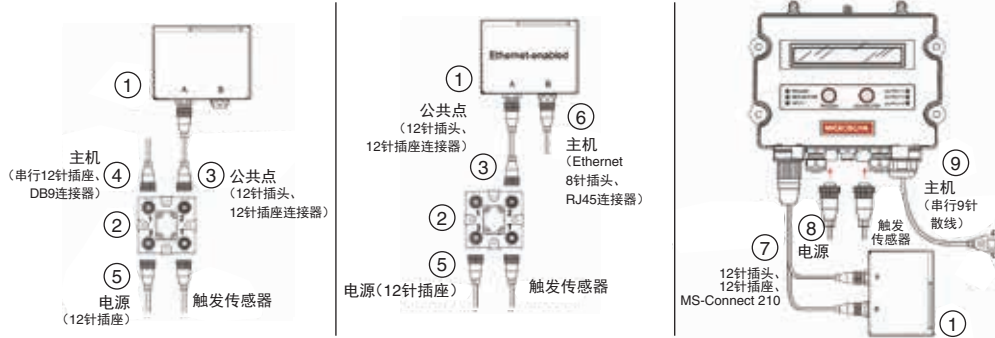 ①
A B
主机
(串行12针插座、
DB9连接器)
④
③
公共点
(12针插头、
12针插座连接器)
②
⑤
电源
(12针插座)
触发传感器
Ethernet-enabled
①
A B
公共点
(12针插头、
12针插座连接器)
⑥
主机
(Ethernet
8针插头、
RJ45连接器)
③
②
⑤
电源(12针插座)
触发传感器
MICROSCAN
⑨
主机
(串行9针
散线)
⑧
电源
触发
传感器
⑦
12针插头、
12针插座、
MS-Connect 210
①